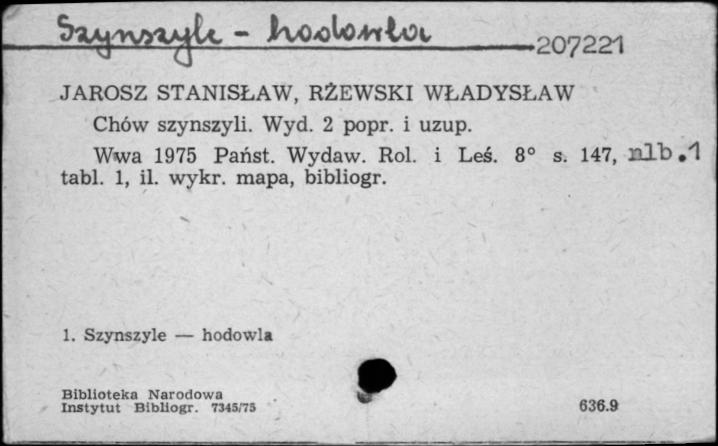 Szynszyle - hodowla
207221
JAROSZ STANISŁAW, RŻEWSKI WŁADYSŁAW
Chów szynszyli. Wyd. 2 popr. i uzup.
Wwa 1975 Państ. Wydaw. Rol. i Leś. 8° s. 147, nlb.1
tabl. 1, il. wykr. mapa, bibliogr.
1. Szynszyle — hodowla
Biblioteka Narodowa
Instytut Bibliogr. 7345/75
636.9